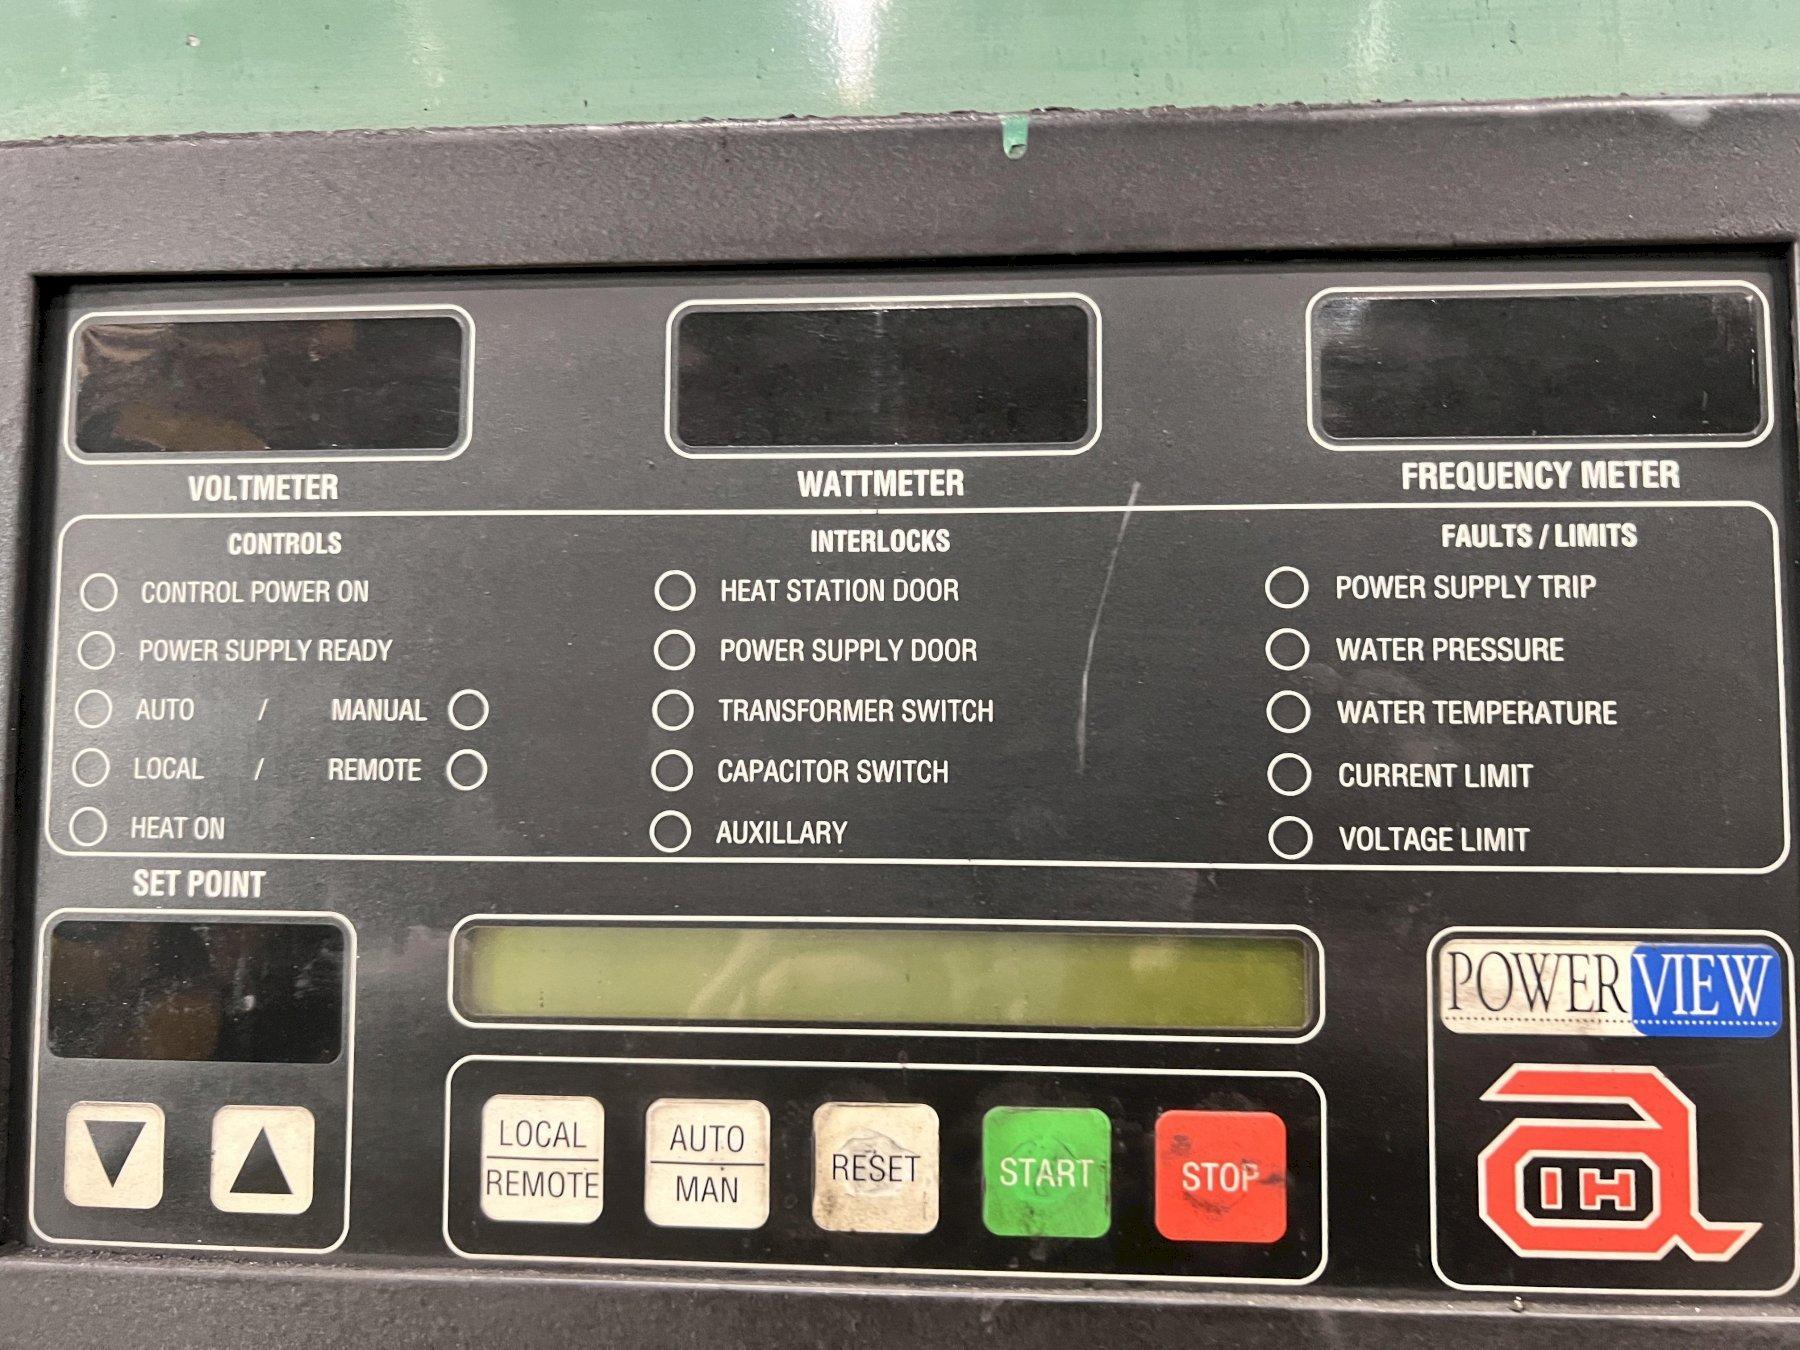 VOLTMETER
WATTMETER
FREQUENCY METER
CONTROLS
CONTROL POWER ON
POWER SUPPLY READY
AUTO / MANUAL
LOCAL / REMOTE
HEAT ON
INTERLOCKS
HEAT STATION DOOR
POWER SUPPLY DOOR
TRANSFORMER SWITCH
CAPACITOR SWITCH
AUXILLARY
FAULTS / LIMITS
POWER SUPPLY TRIP
WATER PRESSURE
WATER TEMPERATURE
CURRENT LIMIT
VOLTAGE LIMIT
SET POINT
LOCAL
REMOTE
AUTO
MAN
RESET
START
STOP
POWERVIEW
IH